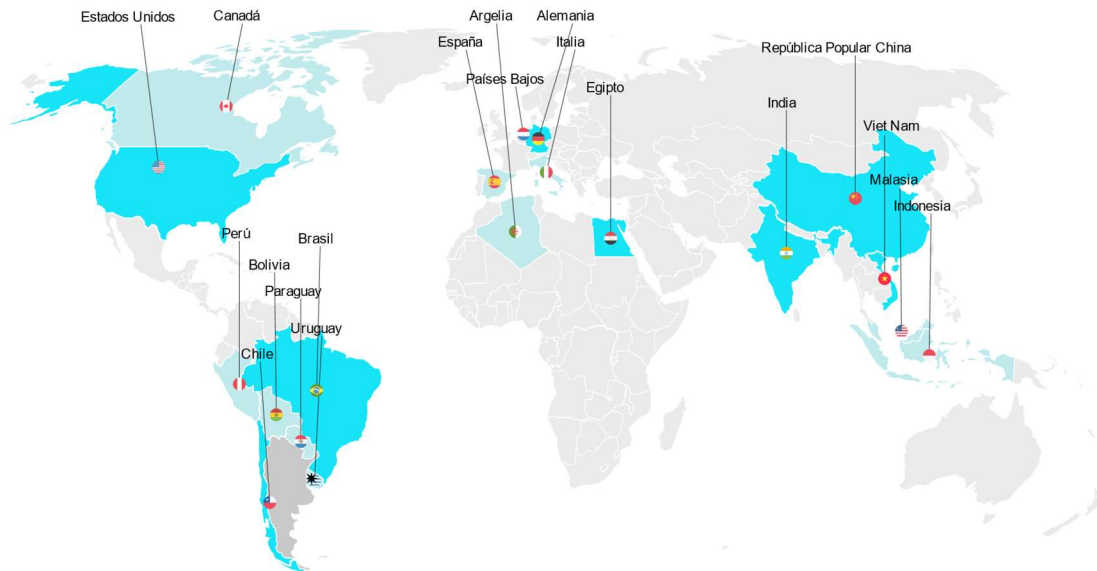 Estados Unidos
Canadá
Argelia
Alemania
España
Italia
República Popular China
Países Bajos
Egipto
India
Viet Nam
Malasia
Indonesia
Perú
Brasil
Bolivia
Paraguay
Uruguay
Chile